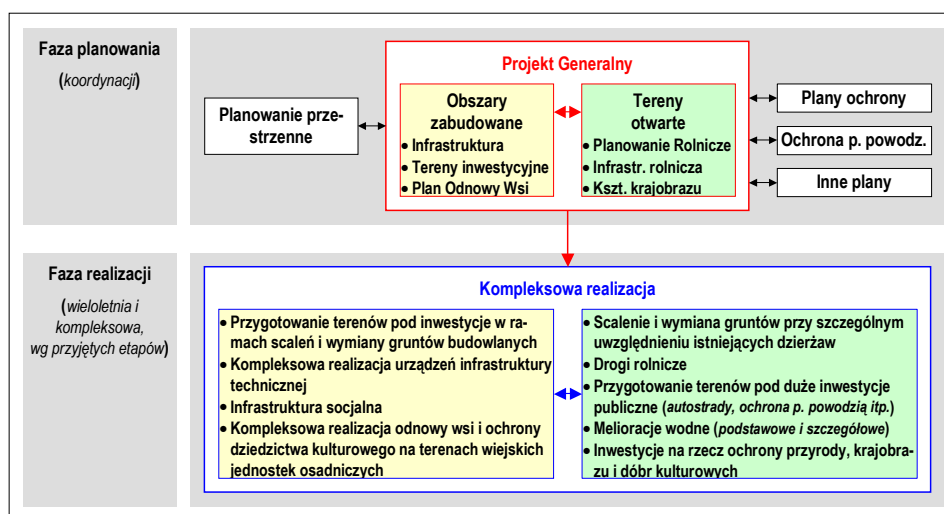 Faza planowania
(koordynacji)
Projekt Generalny
Planowanie prze-
strzenne
Obszary
zabudowane
• Infrastruktura
• Tereny inwestycyjne
• Plan Odnowy Wsi
Tereny
otwarte
• Planowanie Rolnicze
• Infrastr. rolnicza
• Kszt. krajobrazu
Plany ochrony
Ochrona p. powodz.
Inne plany
Faza realizacji
(wieloletnia i
kompleksowa,
wg przyjętych etapów)
Kompleksowa realizacja
• Przygotowanie terenów pod inwestycje w ra-
mach scaleń i wymiany gruntów budowlanych
• Kompleksowa realizacja urządzeń infrastruktury
technicznej
• Infrastruktura socjalna
• Kompleksowa realizacja odnowy wsi i ochrony
dziedzictwa kulturowego na terenach wiejskich
jednostek osadniczych
• Scalenie i wymiana gruntów przy szczególnym
uwzględnieniu istniejących dzierżaw
• Drogi rolnicze
• Przygotowanie terenów pod duże inwestycje
publiczne (autostrady, ochrona p. powodzią itp.)
• Melioracje wodne (podstawowe i szczegółowe)
• Inwestycje na rzecz ochrony przyrody, krajobra-
zu i dóbr kulturowych